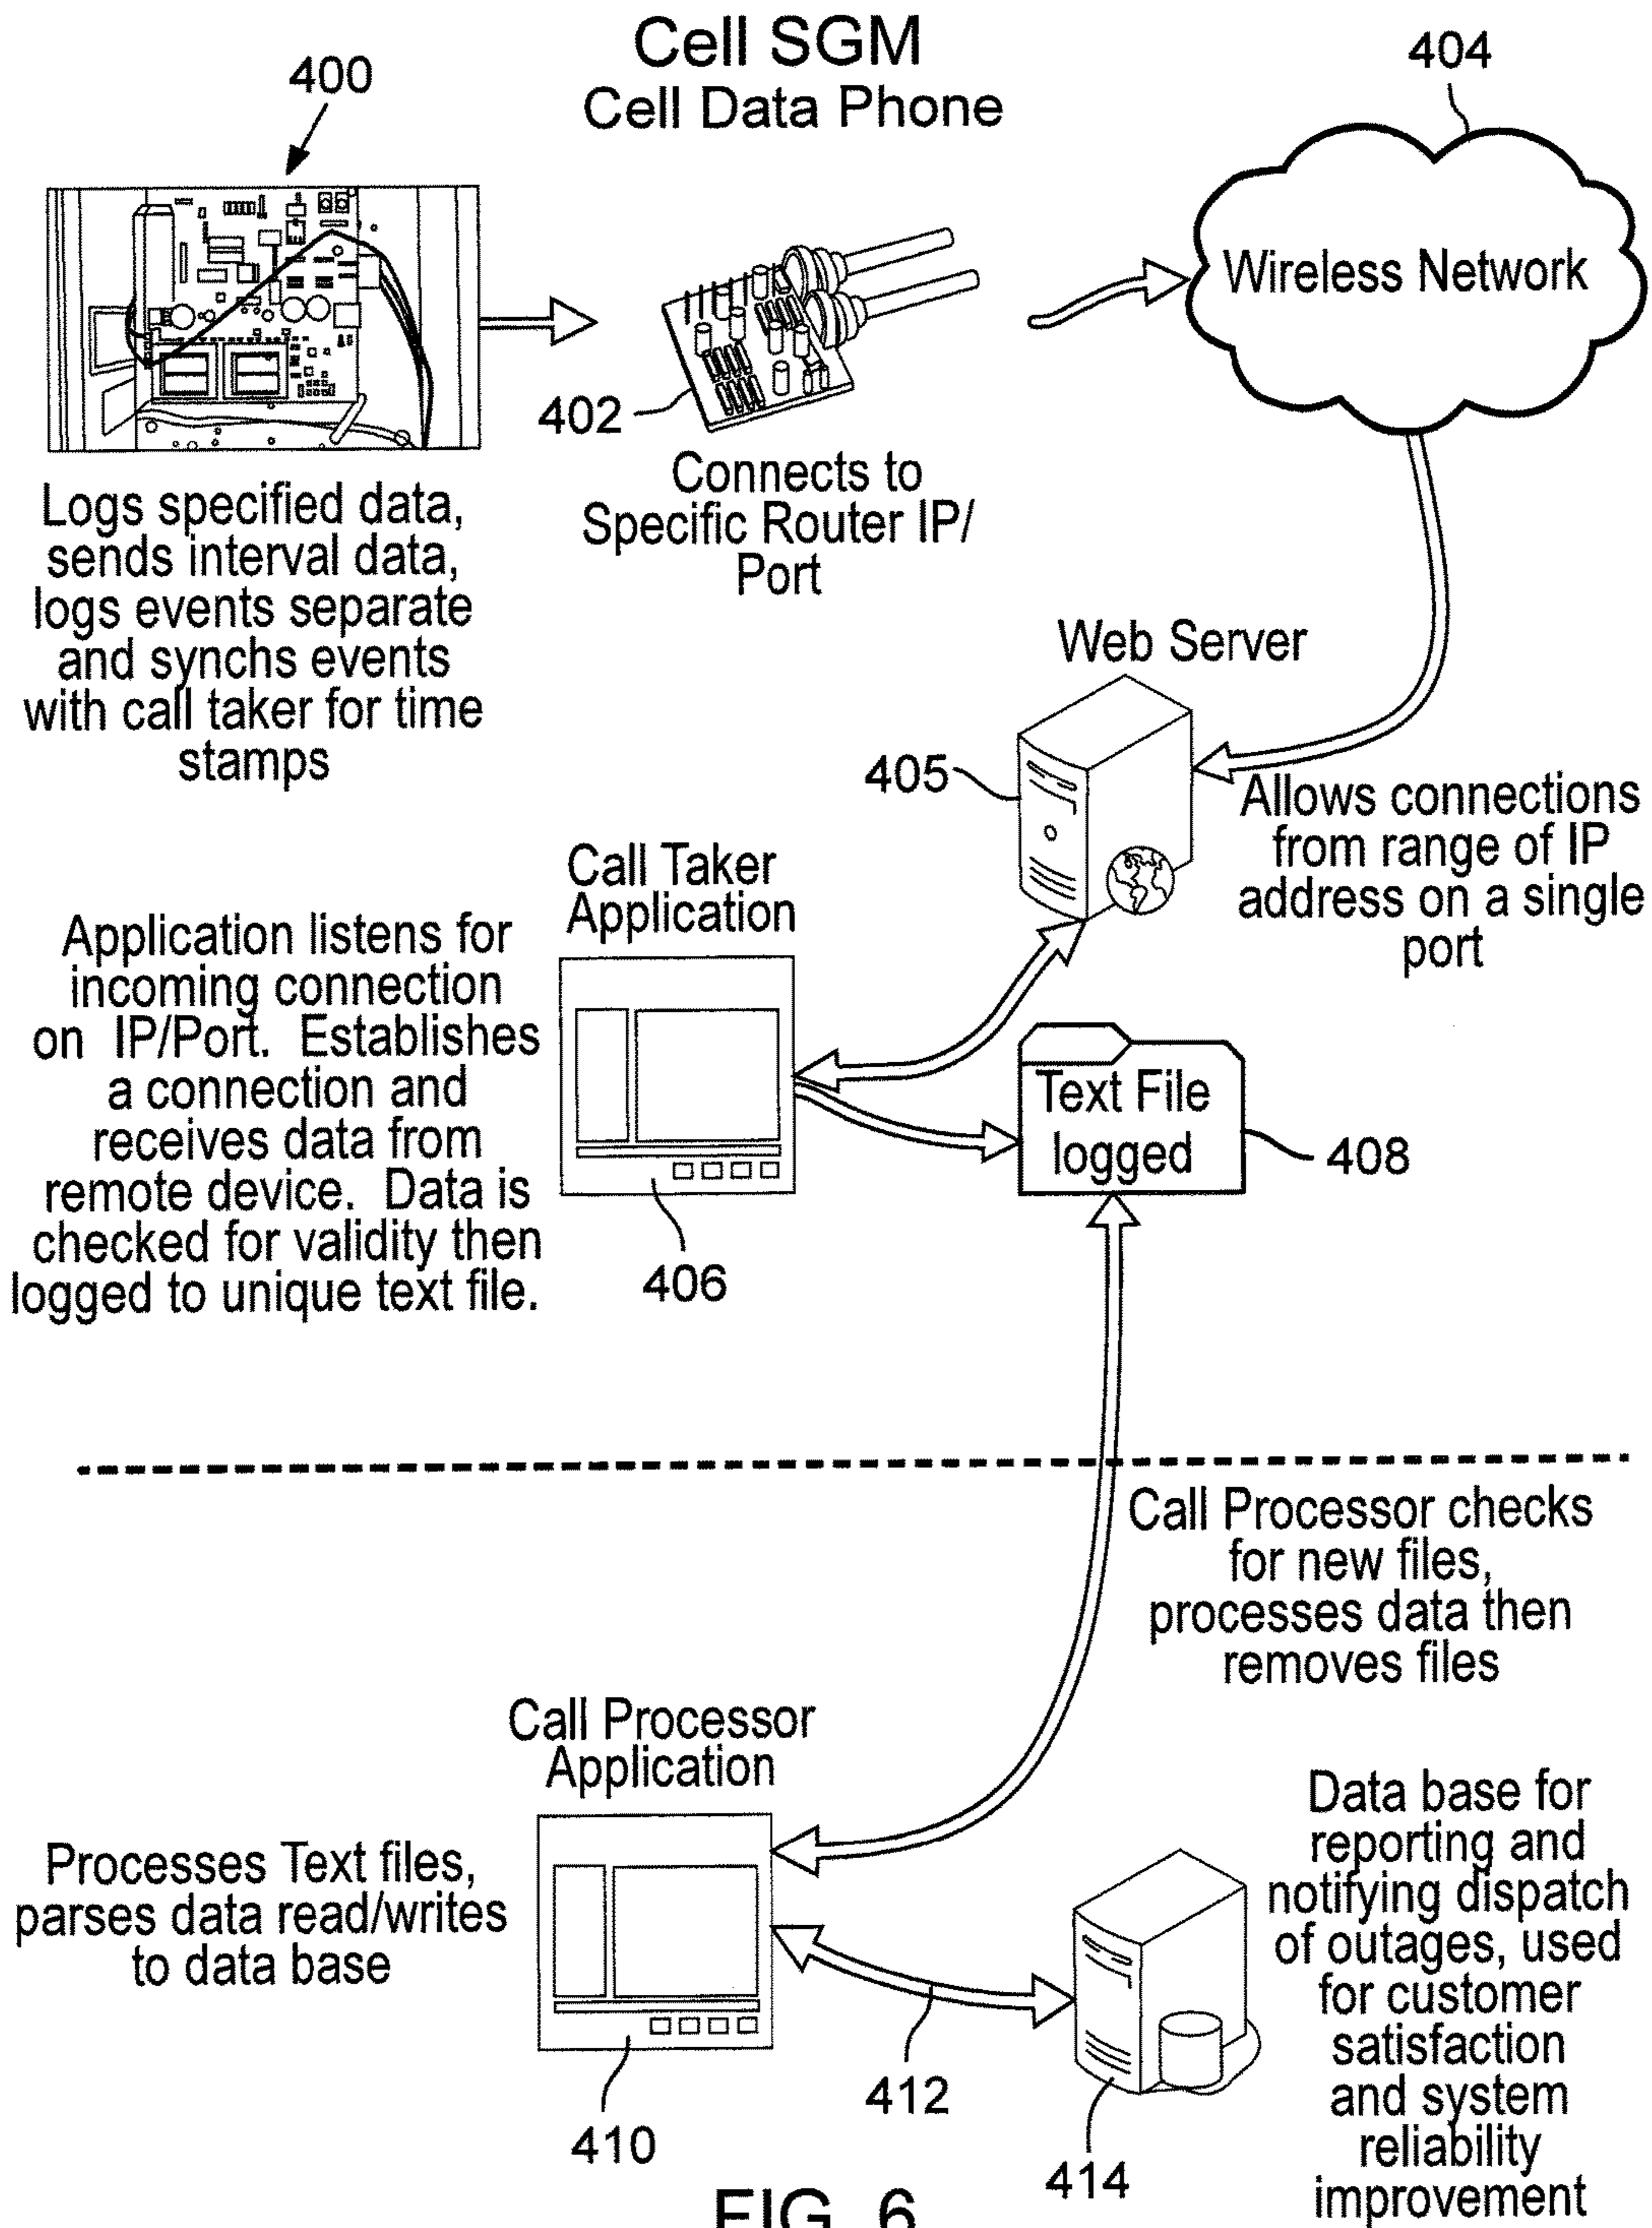 Cell SGM
Cell Data Phone
400
404
Wireless Network
402
Logs specified data,
sends interval data,
logs events separate
and synchs events
with call taker for time
stamps
Connects to
Specific Router IP/
Port
Web Server
405
Allows connections
from range of IP
address on a single
port
Call Taker
Application
Application listens for
incoming connection
on IP/Port. Establishes
a connection and
receives data from
remote device. Data is
checked for validity then
logged to unique text file.
406
Text File
logged
408
Call Processor checks
for new files,
processes data then
removes files
Call Processor
Application
Processes Text files,
parses data read/writes
to data base
410
412
414
Data base for
reporting and
notifying dispatch
of outages, used
for customer
satisfaction
and system
reliability
improvement
FIG. 6